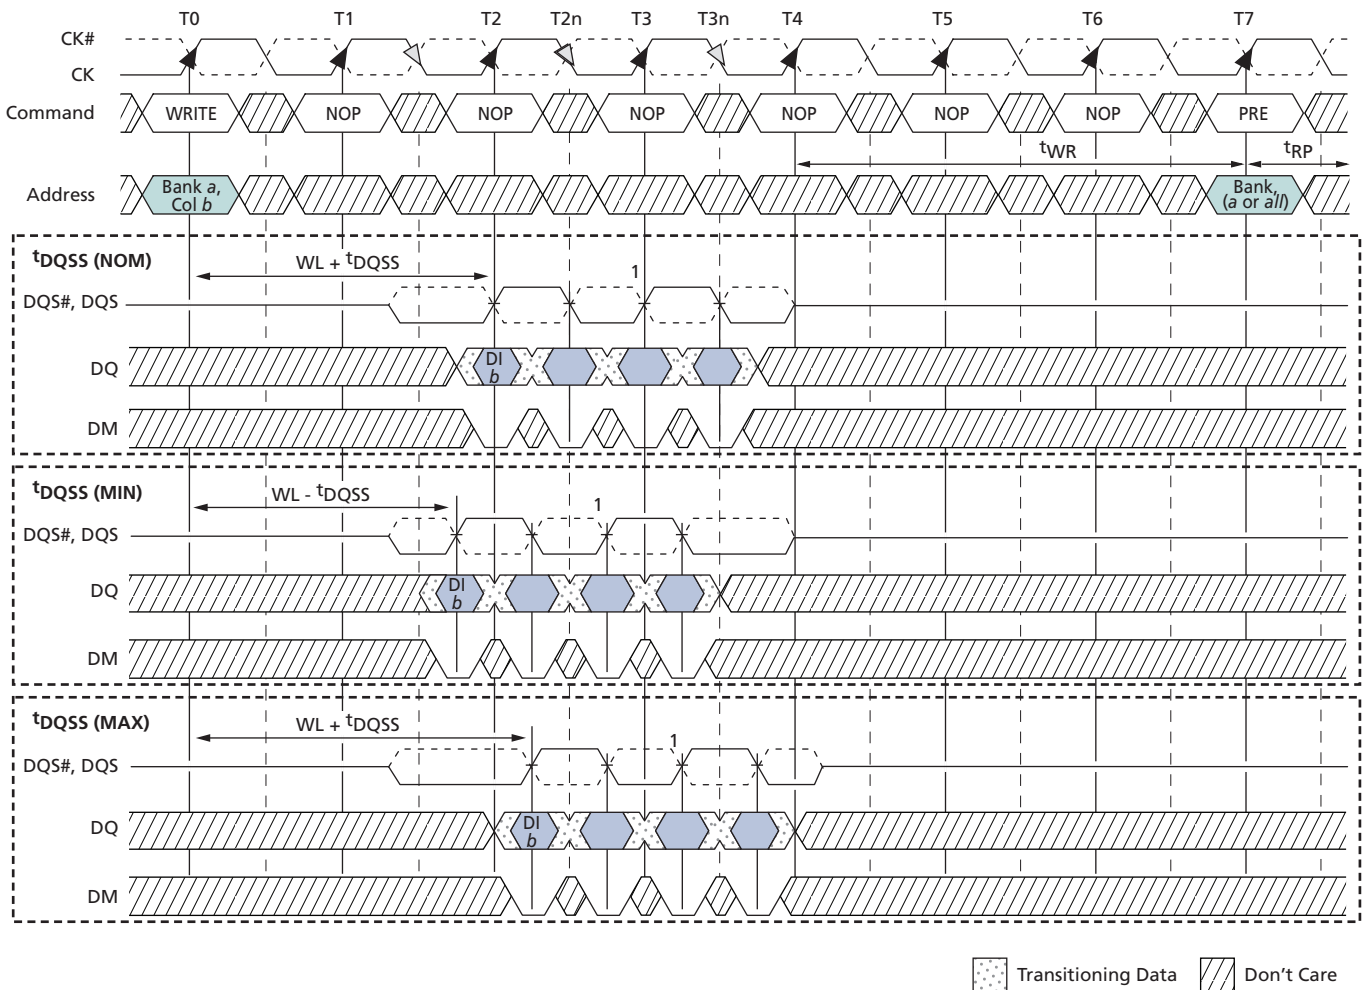 T0 T1 T2 T2n T3 T3n T4 T5 T6 T7
CK#
CK
Command WRITE NOP NOP NOP NOP NOP NOP PRE
tWR tRP
Address Bank a, Col b Bank, (a or all)
tDQSS (NOM)
WL + tDQSS 1
DQS#, DQS
DQ DI b
DM
tDQSS (MIN)
WL - tDQSS 1
DQS#, DQS
DQ DI b
DM
tDQSS (MAX)
WL + tDQSS 1
DQS#, DQS
DQ DI b
DM
Transitioning Data Don't Care